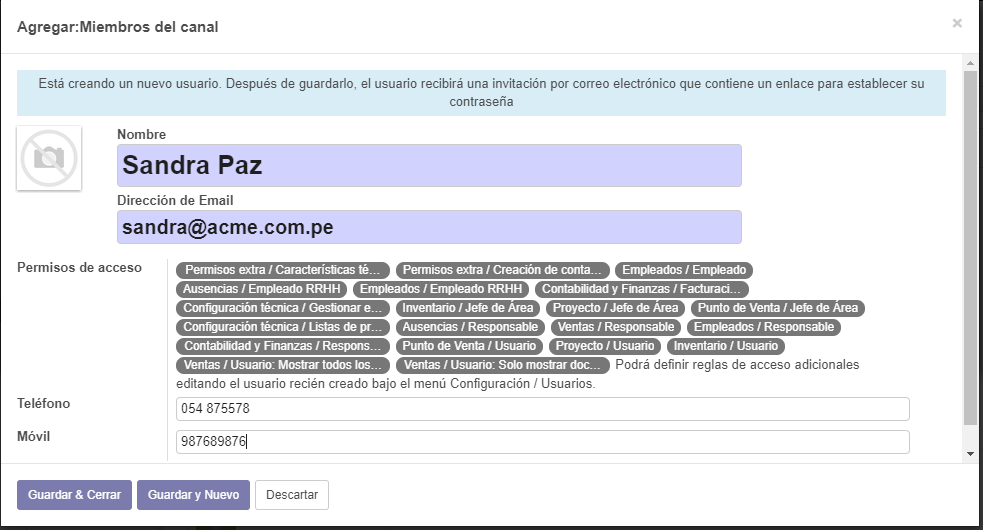 Agregar:Miembros del canal
×
Está creando un nuevo usuario. Después de guardarlo, el usuario recibirá una invitación por correo electrónico que contiene un enlace para establecer su
contraseña
Nombre
Sandra Paz
Dirección de Email
sandra@acme.com.pe
Permisos de acceso
Permisos extra / Características té... Permisos extra / Creación de conta... Empleados / Empleado
Ausencias / Empleado RRHH Empleados / Empleado RRHH Contabilidad y Finanzas / Facturaci...
Configuración técnica / Gestionar e... Inventario / Jefe de Área Proyecto / Jefe de Área Punto de Venta / Jefe de Área
Configuración técnica / Listas de pr... Ausencias / Responsable Ventas / Responsable Empleados / Responsable
Contabilidad y Finanzas / Respons... Punto de Venta / Usuario Proyecto / Usuario Inventario / Usuario
Ventas / Usuario: Mostrar todos los... Ventas / Usuario: Solo mostrar doc... Podrá definir reglas de acceso adicionales
editando el usuario recién creado bajo el menú Configuración / Usuarios.
Teléfono 054 875578
Móvil 987689876
Guardar & Cerrar Guardar y Nuevo Descartar